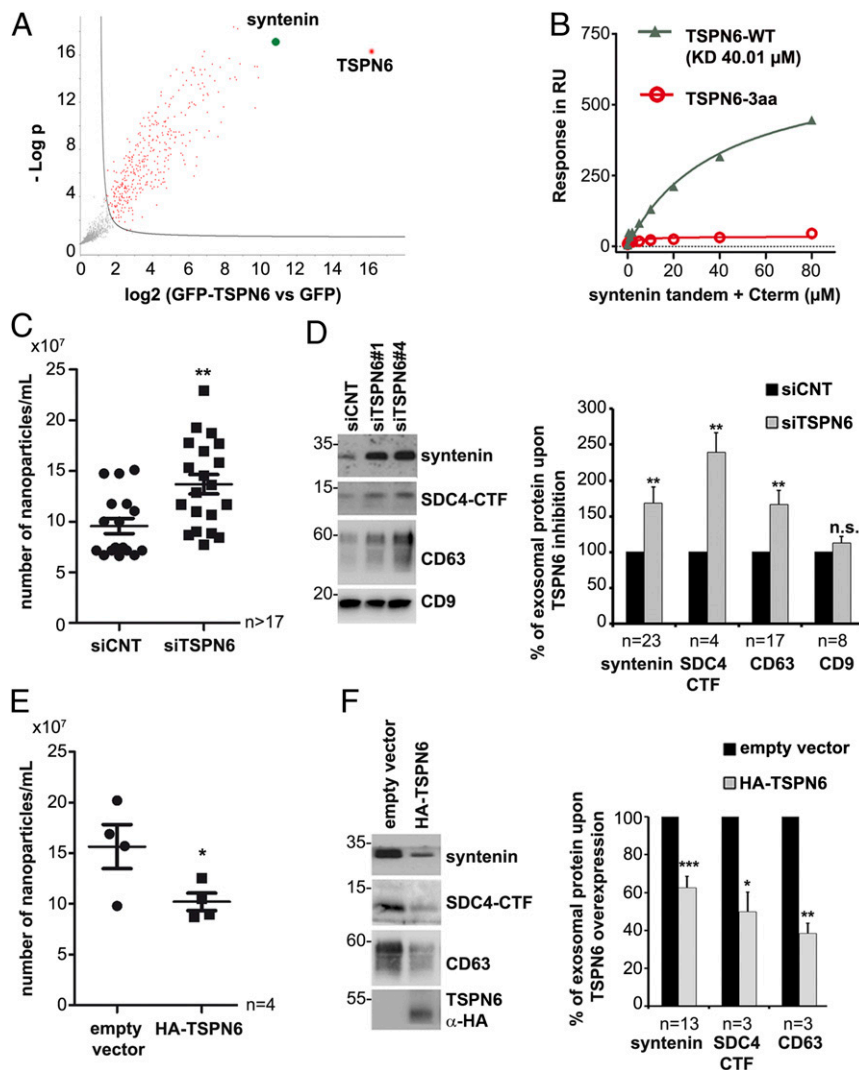 A
syntenin
TSPN6
16
12
8
4
0
- Log p
0 2 4 6 8 10 12 14 16
log2 (GFP-TSPN6 vs GFP)
B
750
500
250
0
Response in RU
TSPN6-WT
(KD 40.01 µM)
TSPN6-3aa
0 20 40 60 80
syntenin tandem + Cterm (µM)
C
x10⁷
25
20
15
10
5
0
number of nanoparticles/mL
**
siCNT siTSPN6
n>17
D
siCNT
siTSPN6#1
siTSPN6#4
35
syntenin
15
SDC4-CTF
60
CD63
20
CD9
siCNT
siTSPN6
300
250
200
150
100
50
0
% of exosomal protein upon
TSPN6 inhibition
**
**
**
n.s.
n=23 n=4 n=17 n=8
syntenin SDC4 CD63 CD9
CTF
E
x10⁷
25
20
15
10
5
0
number of nanoparticles/mL
*
empty HA-TSPN6
vector
n=4
F
empty vector
HA-TSPN6
35
syntenin
15
SDC4-CTF
60
CD63
55
TSPN6
α-HA
empty vector
HA-TSPN6
100
80
60
40
20
0
% of exosomal protein upon
TSPN6 overexpression
***
*
**
n=13 n=3 n=3
syntenin SDC4 CD63
CTF